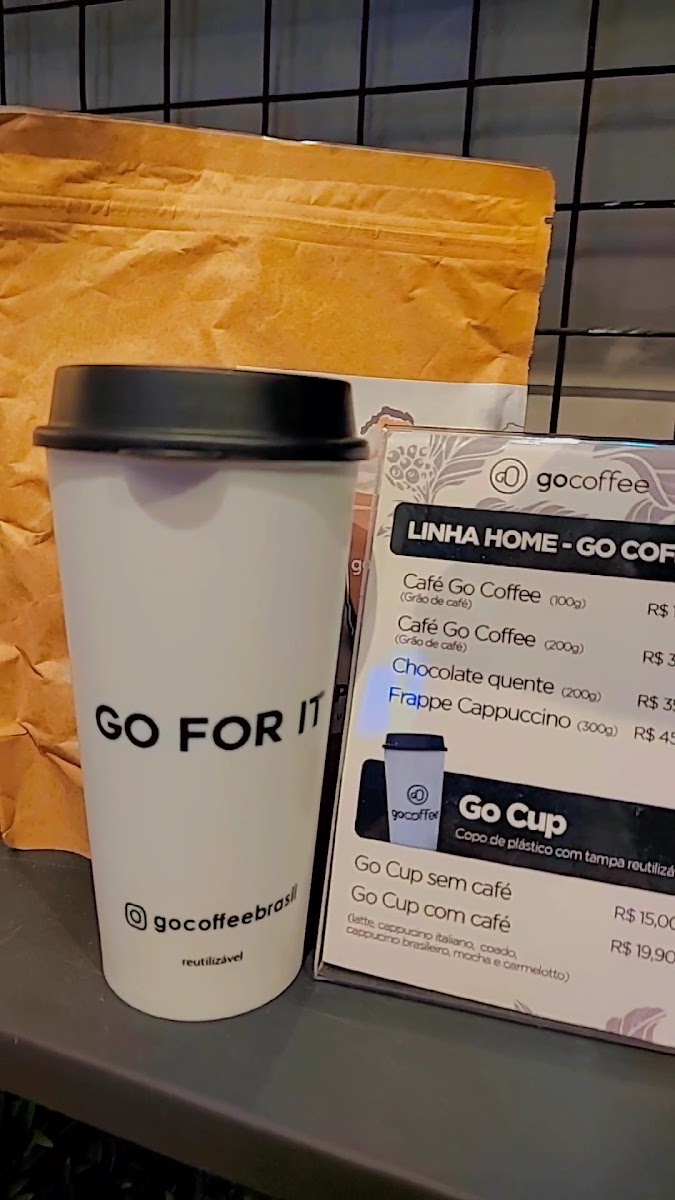 GO FOR IT
gocoffeebrasil
reutilizável
gocoffee
LINHA HOME - GO
Café Go Coffee (100g) R$
(Grão de café)
Café Go Coffee (200g) R$
(Grão de café)
Chocolate quente (200g) R$
Frappe Cappuccino (300g) R$
gocoffee
Go Cup
Copo de plástico com tampa
Go Cup sem café R$ 15,00
Go Cup com café R$ 19,90
(latte, cappucino italiano, coado,
cappucino brasileiro, mocha e carmelotto)